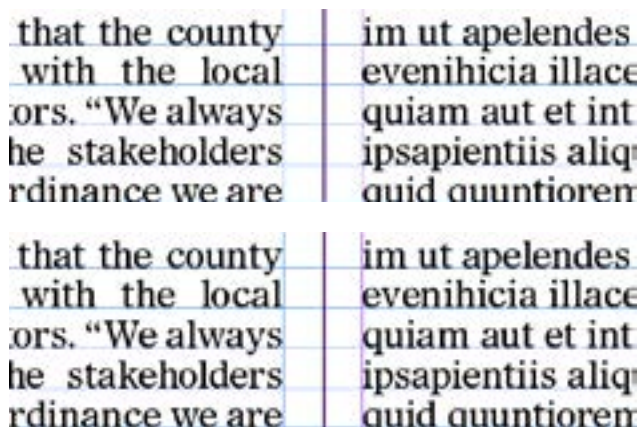 that the county
with the local
ors. “We always
he stakeholders
rdinance we are
im ut apelendes
evenihicia illace
quiam aut et int
ipsapientiis aliqu
quid quuntiorem
that the county
with the local
ors. “We always
he stakeholders
rdinance we are
im ut apelendes
evenihicia illace
quiam aut et int
ipsapientiis aliqu
quid quuntiorem